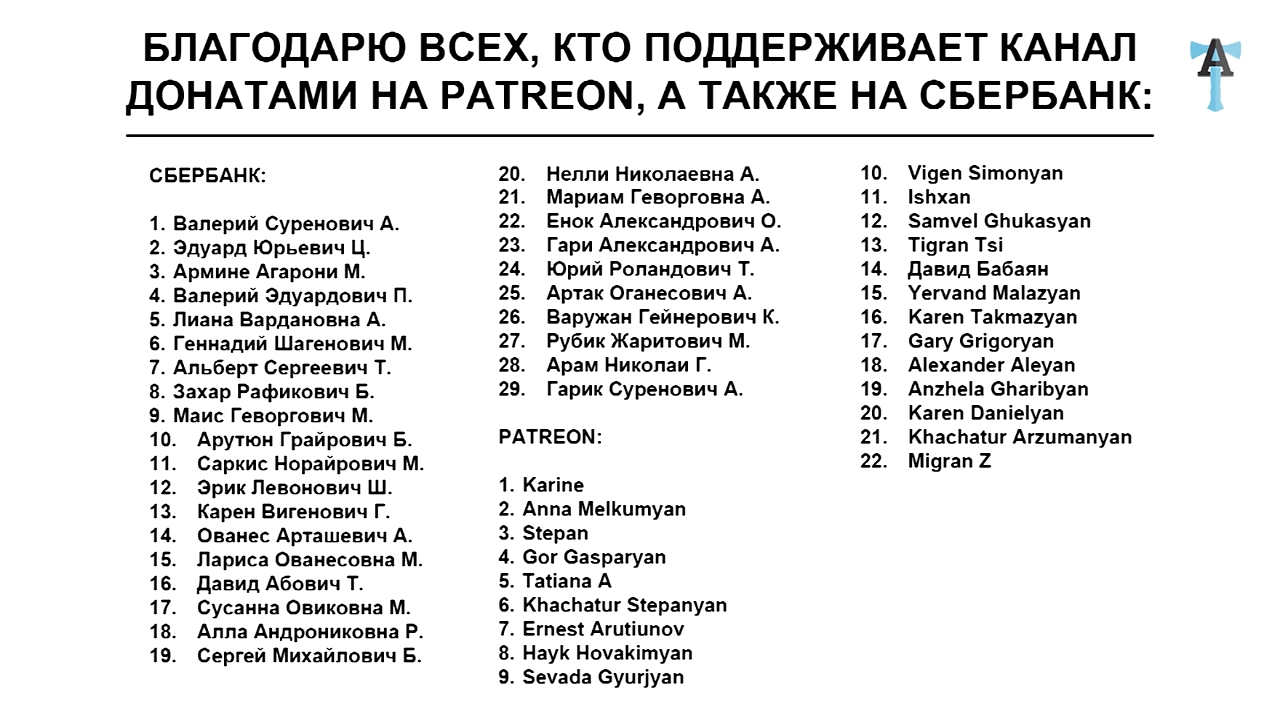 БЛАГОДАРЮ ВСЕХ, КТО ПОДДЕРЖИВАЕТ КАНАЛ
ДОНАТАМИ НА PATREON, А ТАКЖЕ НА СБЕРБАНК:
СБЕРБАНК:
1. Валерий Суренович А.
2. Эдуард Юрьевич Ц.
3. Армине Агарони М.
4. Валерий Эдуардович П.
5. Лиана Вардановна А.
6. Геннадий Шагенович М.
7. Альберт Сергеевич Т.
8. Захар Рафикович Б.
9. Маис Геворгович М.
10. Арутюн Грайрович Б.
11. Саркис Норайрович М.
12. Эрик Левонович Ш.
13. Карен Вигенович Г.
14. Ованес Арташевич А.
15. Лариса Ованесовна М.
16. Давид Абович Т.
17. Сусанна Овиковна М.
18. Алла Андрониковна Р.
19. Сергей Михайлович Б.
20. Нелли Николаевна А.
21. Мариам Геворговна А.
22. Енок Александрович О.
23. Гари Александрович А.
24. Юрий Роландович Т.
25. Артак Оганесович А.
26. Варужан Гейнерович К.
27. Рубик Жаритович М.
28. Арам Николаи Г.
29. Гарик Суренович А.
PATREON:
1. Karine
2. Anna Melkumyan
3. Stepan
4. Gor Gasparyan
5. Tatiana A
6. Khachatur Stepanyan
7. Ernest Arutiunov
8. Hayk Hovakimyan
9. Sevada Gyurjyan
10. Vigen Simonyan
11. Ishxan
12. Samvel Ghukasyan
13. Tigran Tsi
14. Давид Бабаян
15. Yervand Malazyan
16. Karen Takmazyan
17. Gary Grigoryan
18. Alexander Aleyan
19. Anzhela Gharibyan
20. Karen Danielyan
21. Khachatur Arzumanyan
22. Migran Z